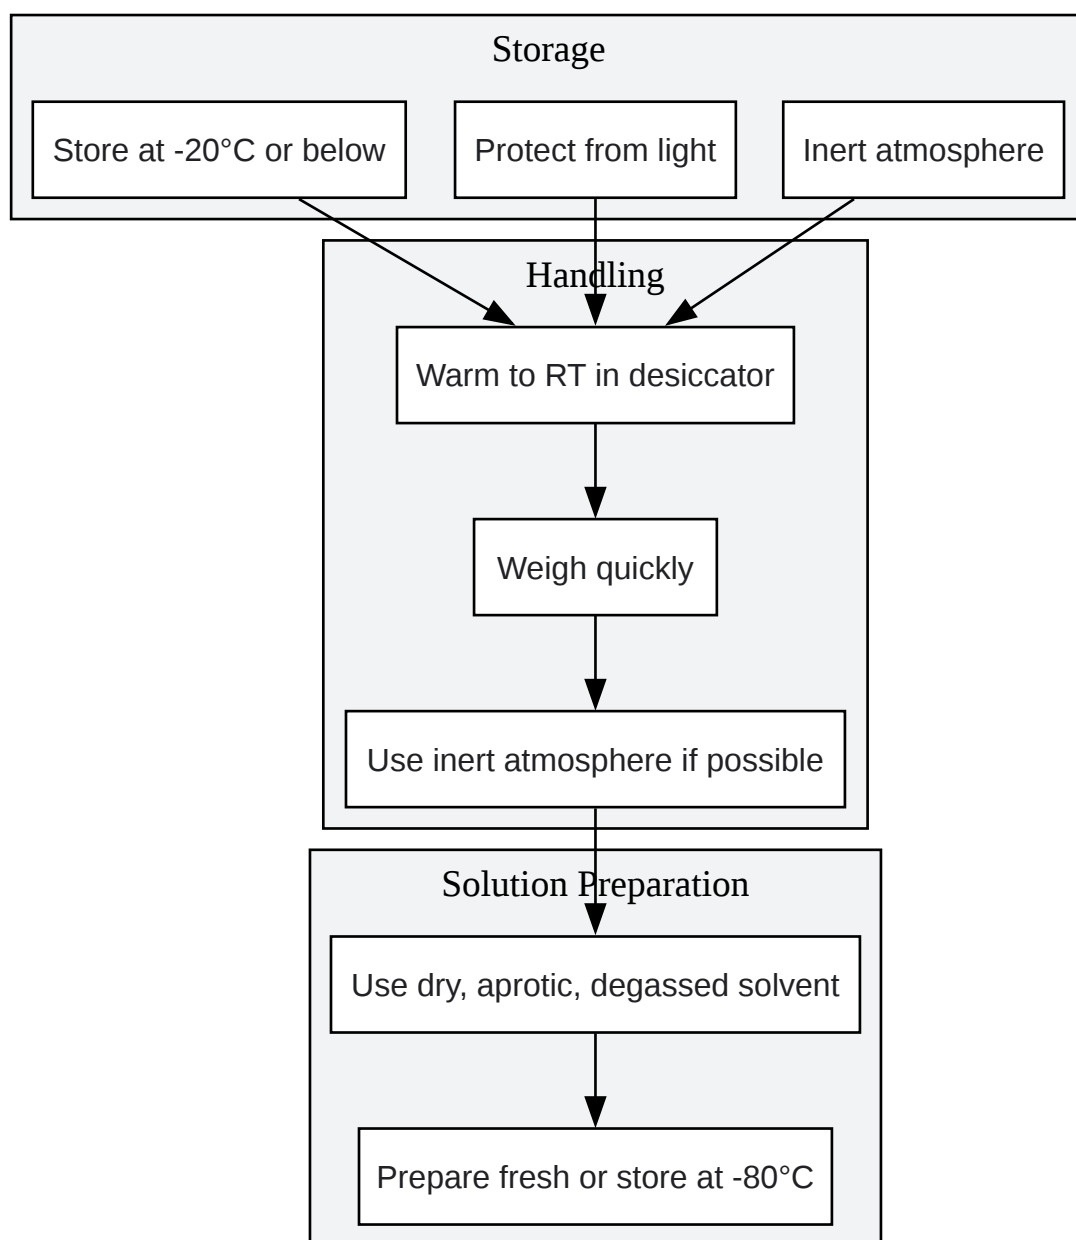 Storage
Store at -20°C or below
Protect from light
Inert atmosphere
Handling
Warm to RT in desiccator
Weigh quickly
Use inert atmosphere if possible
Solution Preparation
Use dry, aprotic, degassed solvent
Prepare fresh or store at -80°C